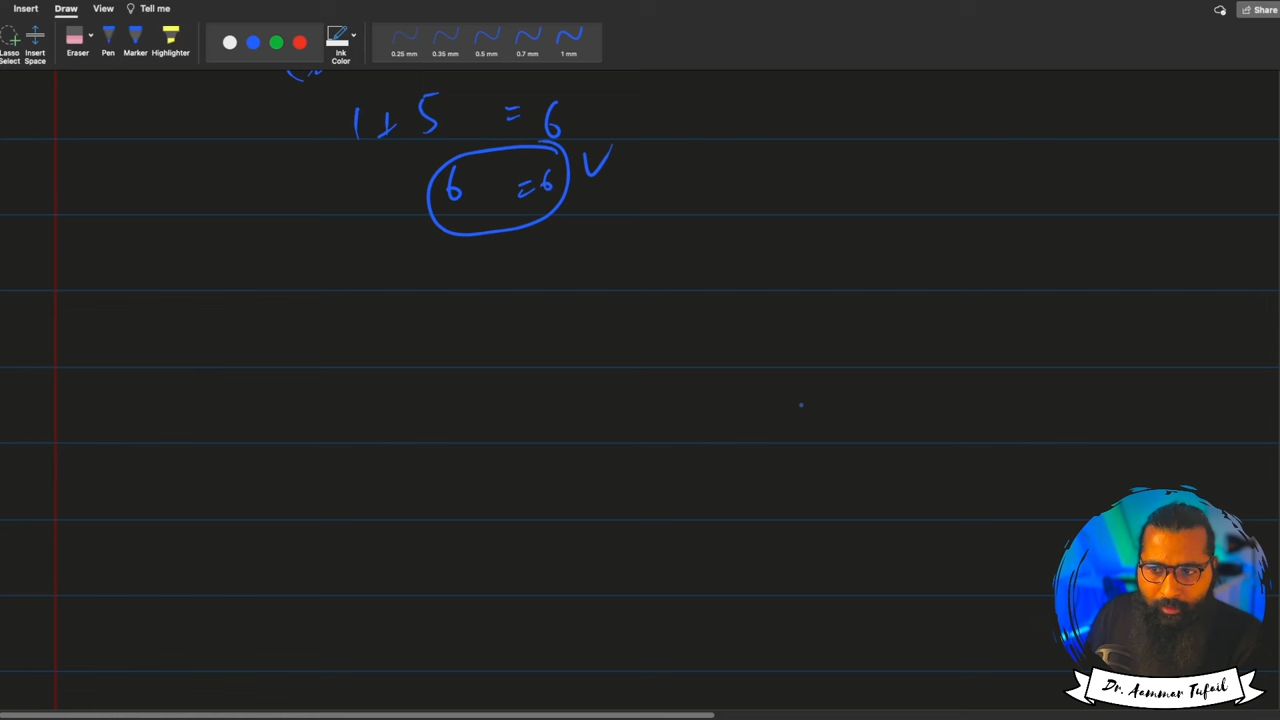 Insert Draw View Tell me
Share
Lasso Select
Insert Space
Eraser
Pen
Marker
Highlighter
Ink Color
0.25 mm
0.35 mm
0.5 mm
0.7 mm
1 mm
1 + 5 = 6
6 = 6
Dr. Aammar Tufail